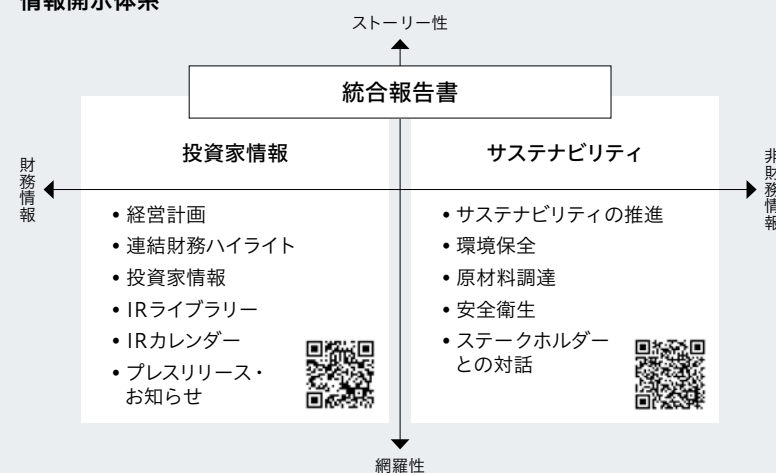 情報開示体系
ストーリー性
統合報告書
財務情報
非財務情報
投資家情報
• 経営計画
• 連結財務ハイライト
• 投資家情報
• IRライブラリー
• IRカレンダー
• プレスリリース・
お知らせ
サステナビリティ
• サステナビリティの推進
• 環境保全
• 原材料調達
• 安全衛生
• ステークホルダー
との対話
網羅性